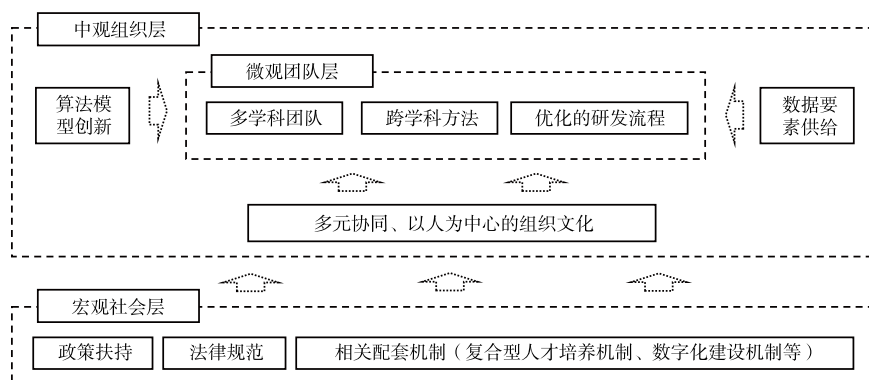 中观组织层
微观团队层
算法模
型创新
多学科团队
跨学科方法
优化的研发流程
数据要
素供给
多元协同、以人为中心的组织文化
宏观社会层
政策扶持
法律规范
相关配套机制（复合型人才培养机制、数字化建设机制等）